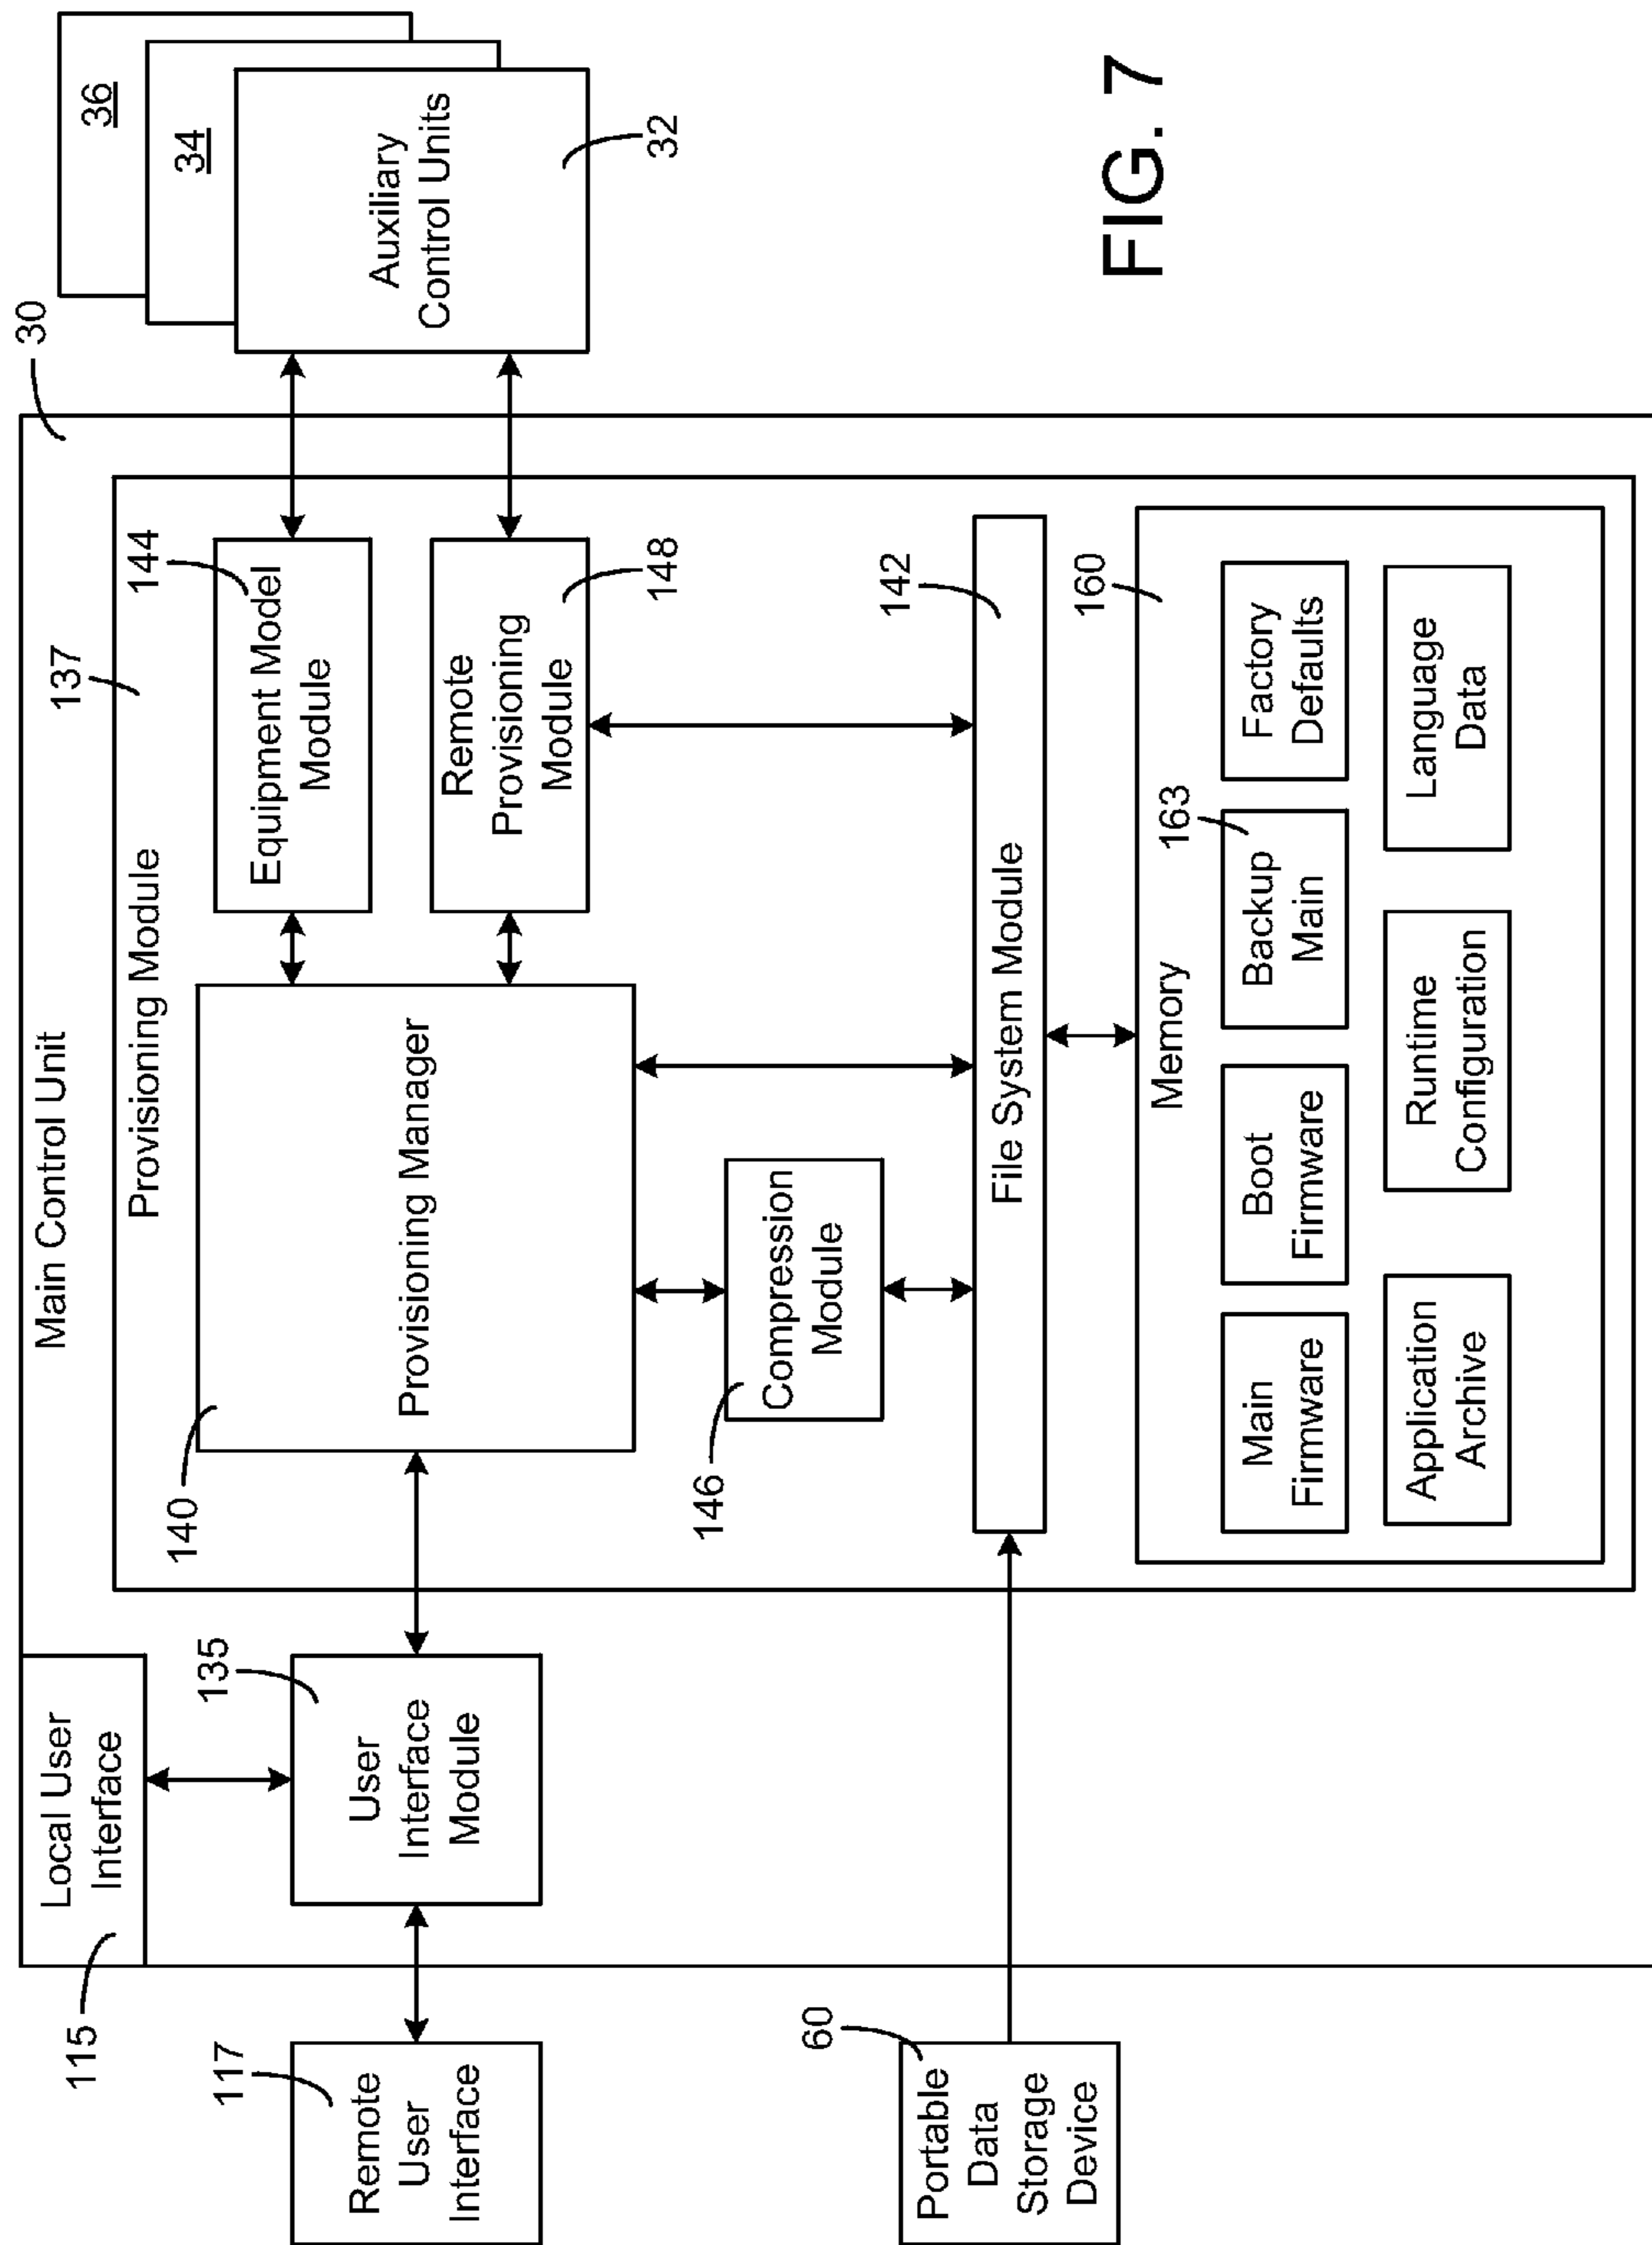 115
Local User
Interface
Main Control Unit
30
117
Remote
User
Interface
135
User
Interface
Module
137
Provisioning Module
140
Provisioning Manager
144
Equipment Model
Module
148
Remote
Provisioning
Module
36
34
Auxiliary
Control Units
32
146
Compression
Module
60
Portable
Data
Storage
Device
142
File System Module
160
Memory
Main
Firmware
Boot
Firmware
163
Backup
Main
Factory
Defaults
Application
Archive
Runtime
Configuration
Language
Data
FIG. 7